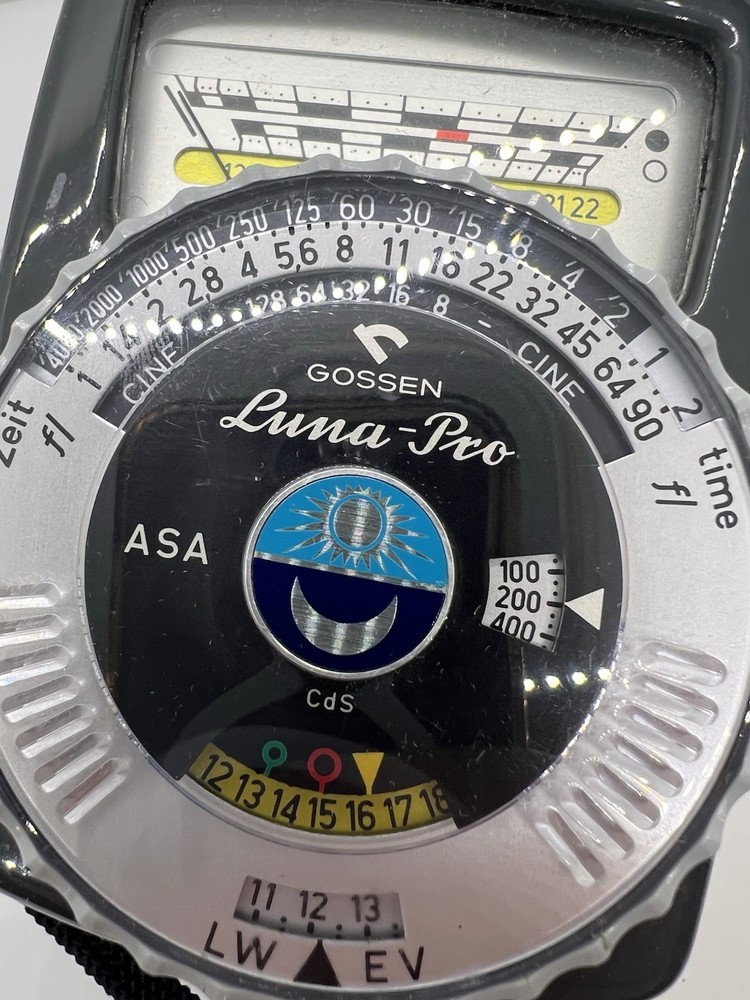 12 21 22
4000 2000 1000 500 250 125 60 30 15 8 4 2 1 2
1 1,4 2 2,8 4 5,6 8 11 16 22 32 45 64 90
CINE 128 64 32 16 8 - CINE
Zeit f/
time f/
GOSSEN
Luna-Pro
ASA
100
200
400
CdS
12 13 14 15 16 17 18
11 12 13
LW EV